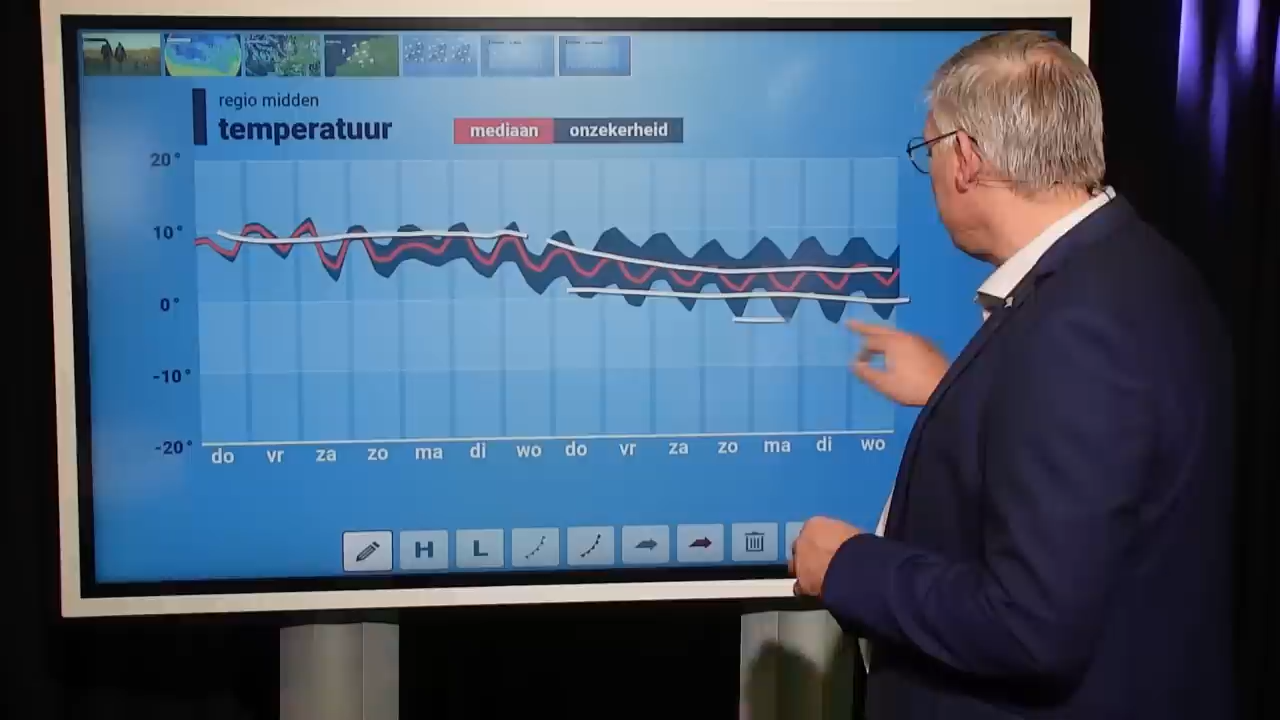 regio midden
temperatuur
mediaan onzekerheid
20°
10°
0°
-10°
-20°
do vr za zo ma di wo do vr za zo ma di wo
H L